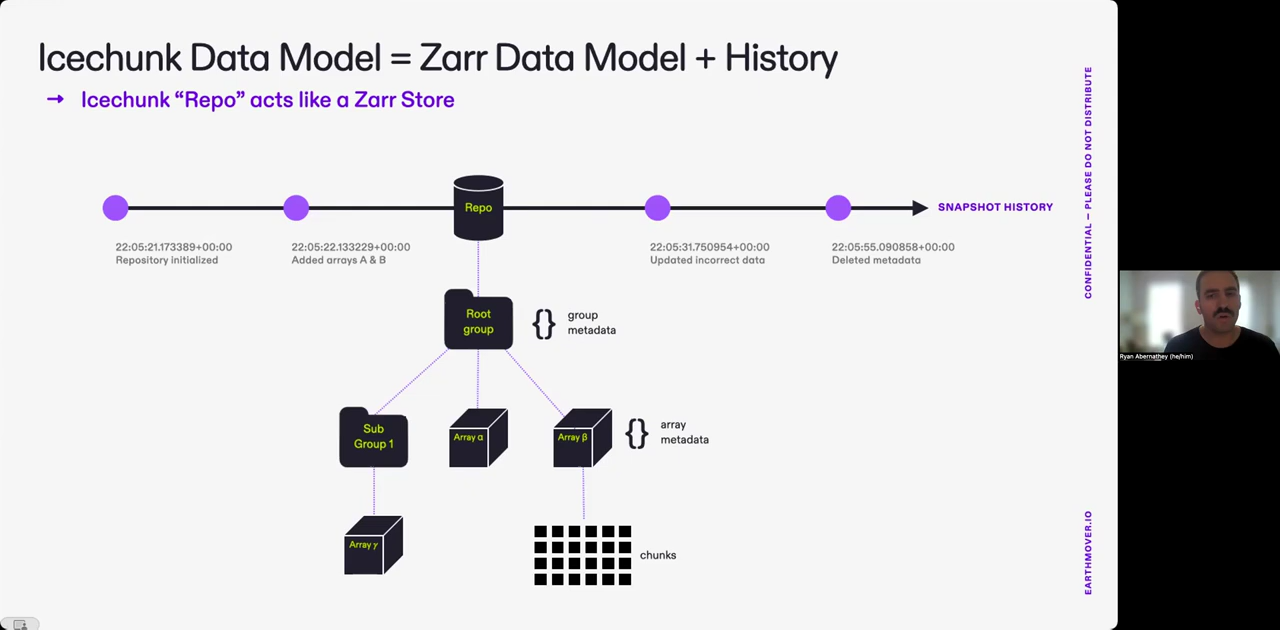 Icechunk Data Model = Zarr Data Model + History
→ Icechunk “Repo” acts like a Zarr Store
Repo
SNAPSHOT HISTORY
22:05:21.173389+00:00
Repository initialized
22:05:22.133229+00:00
Added arrays A & B
22:05:31.750954+00:00
Updated incorrect data
22:05:55.090858+00:00
Deleted metadata
Root
group
{}
group
metadata
Sub
Group 1
Array α
Array β
{}
array
metadata
Array γ
chunks
CONFIDENTIAL — PLEASE DO NOT DISTRIBUTE
EARTHMOVER.IO
Ryan Abernathey (he/him)